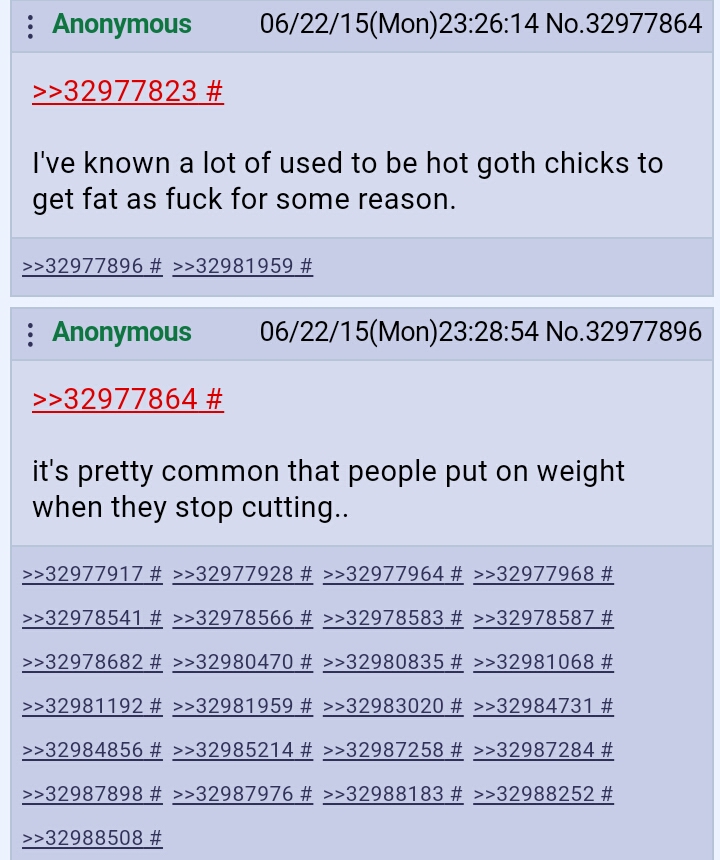 Anonymous 06/22/15(Mon)23:26:14 No.32977864
>>32977823 #
I've known a lot of used to be hot goth chicks to
get fat as fuck for some reason.
>>32977896 # >>32981959 #
Anonymous 06/22/15(Mon)23:28:54 No.32977896
>>32977864 #
it's pretty common that people put on weight
when they stop cutting..
>>32977917 # >>32977928 # >>32977964 # >>32977968 #
>>32978541 # >>32978566 # >>32978583 # >>32978587 #
>>32978682 # >>32980470 # >>32980835 # >>32981068 #
>>32981192 # >>32981959 # >>32983020 # >>32984731 #
>>32984856 # >>32985214 # >>32987258 # >>32987284 #
>>32987898 # >>32987976 # >>32988183 # >>32988252 #
>>32988508 #